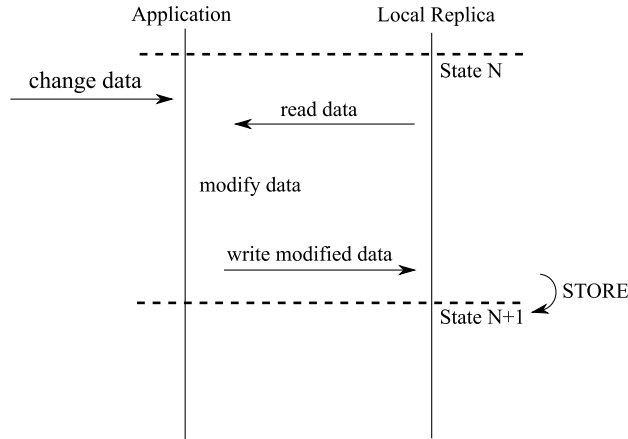 Application
Local Replica
State N
change data
read data
modify data
write modified data
STORE
State N+1